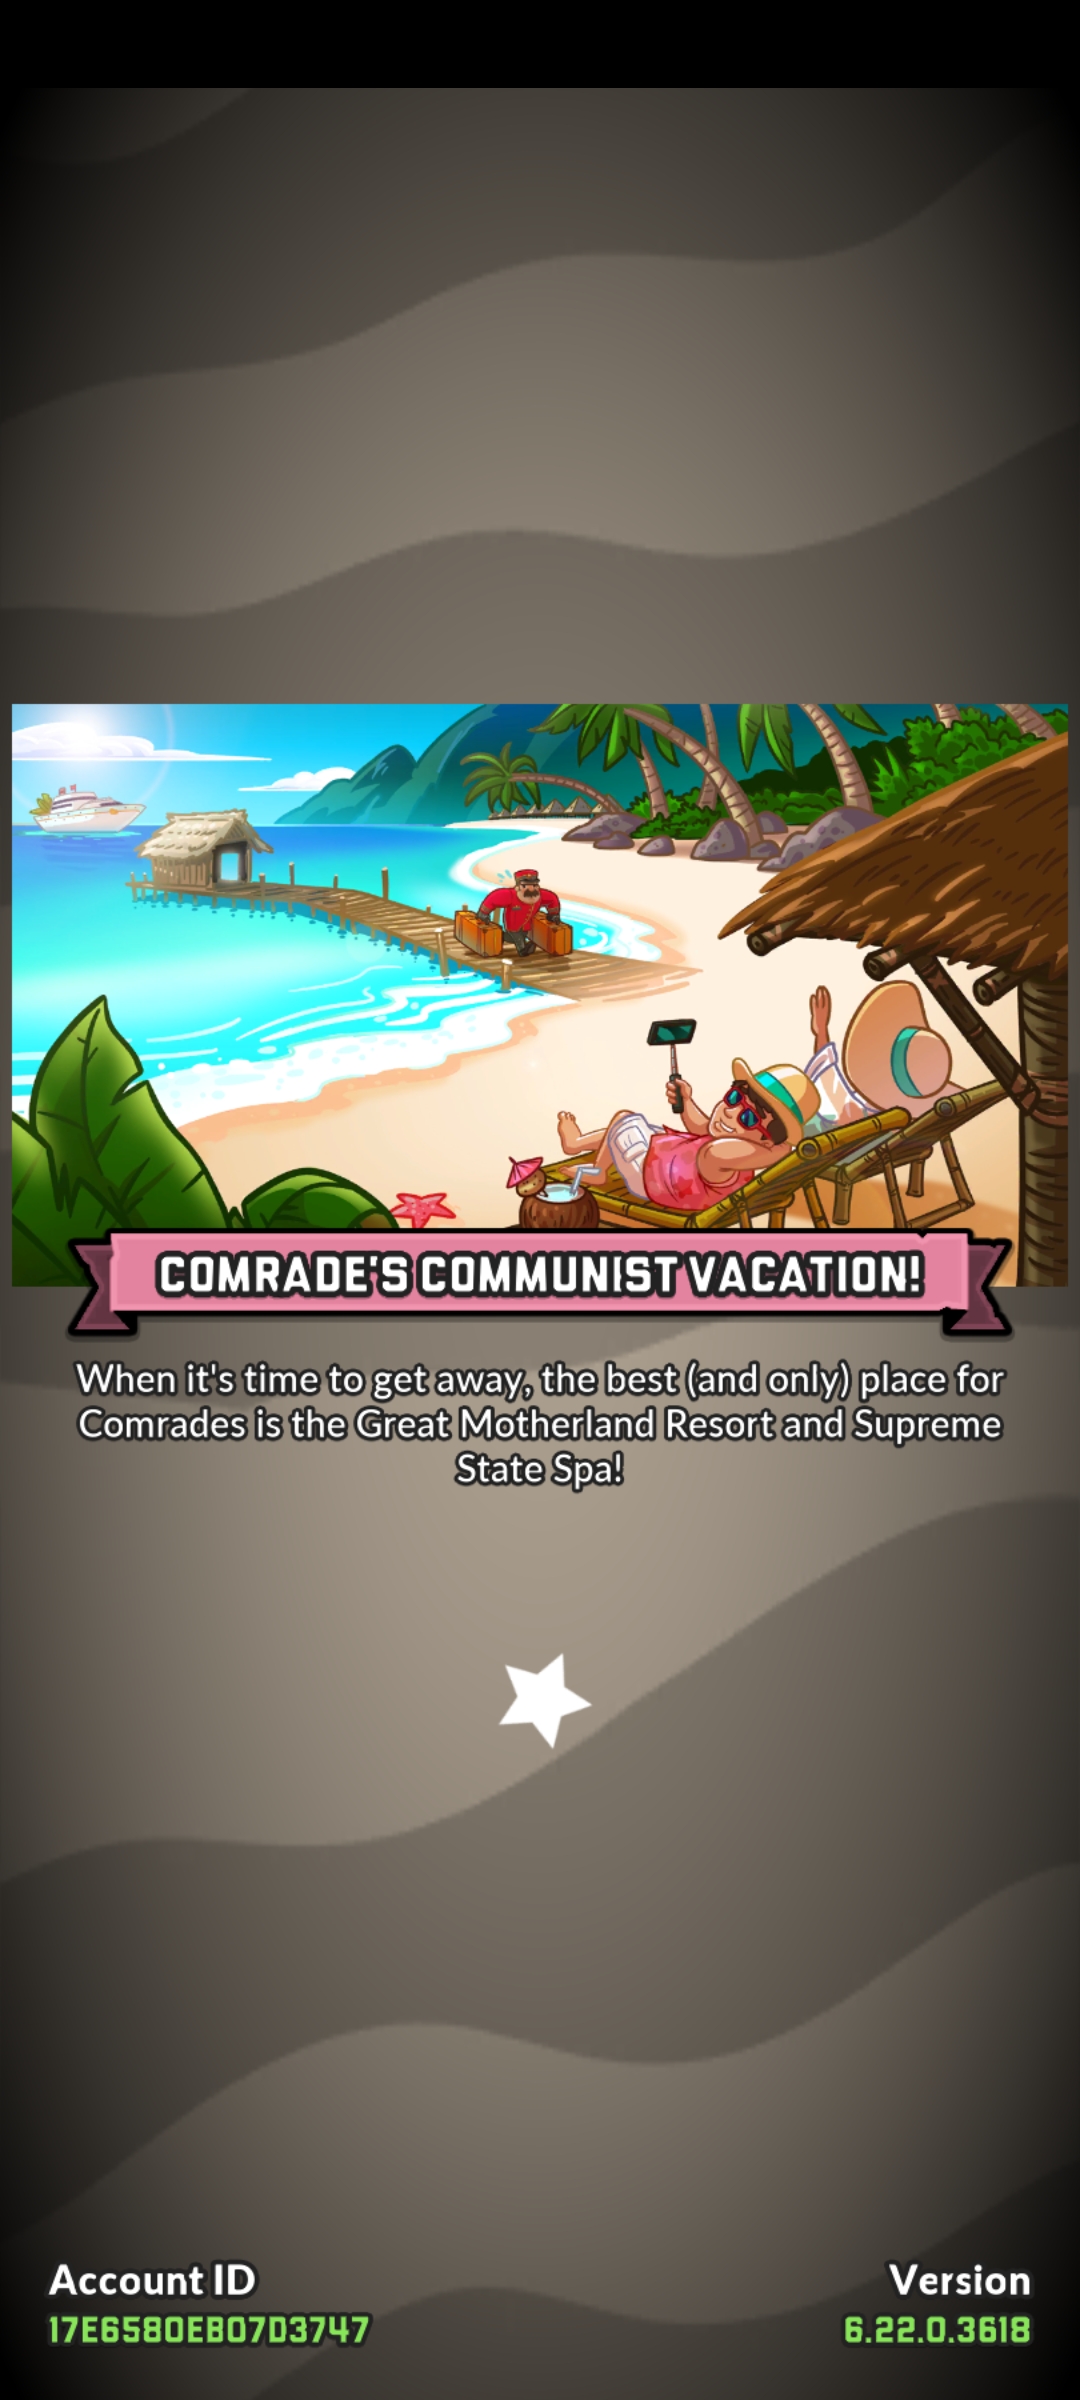 COMRADE'S COMMUNIST VACATION!
When it's time to get away, the best (and only) place for
Comrades is the Great Motherland Resort and Supreme
State Spa!
Account ID
17E6580EB07D3747
Version
6.22.0.3618